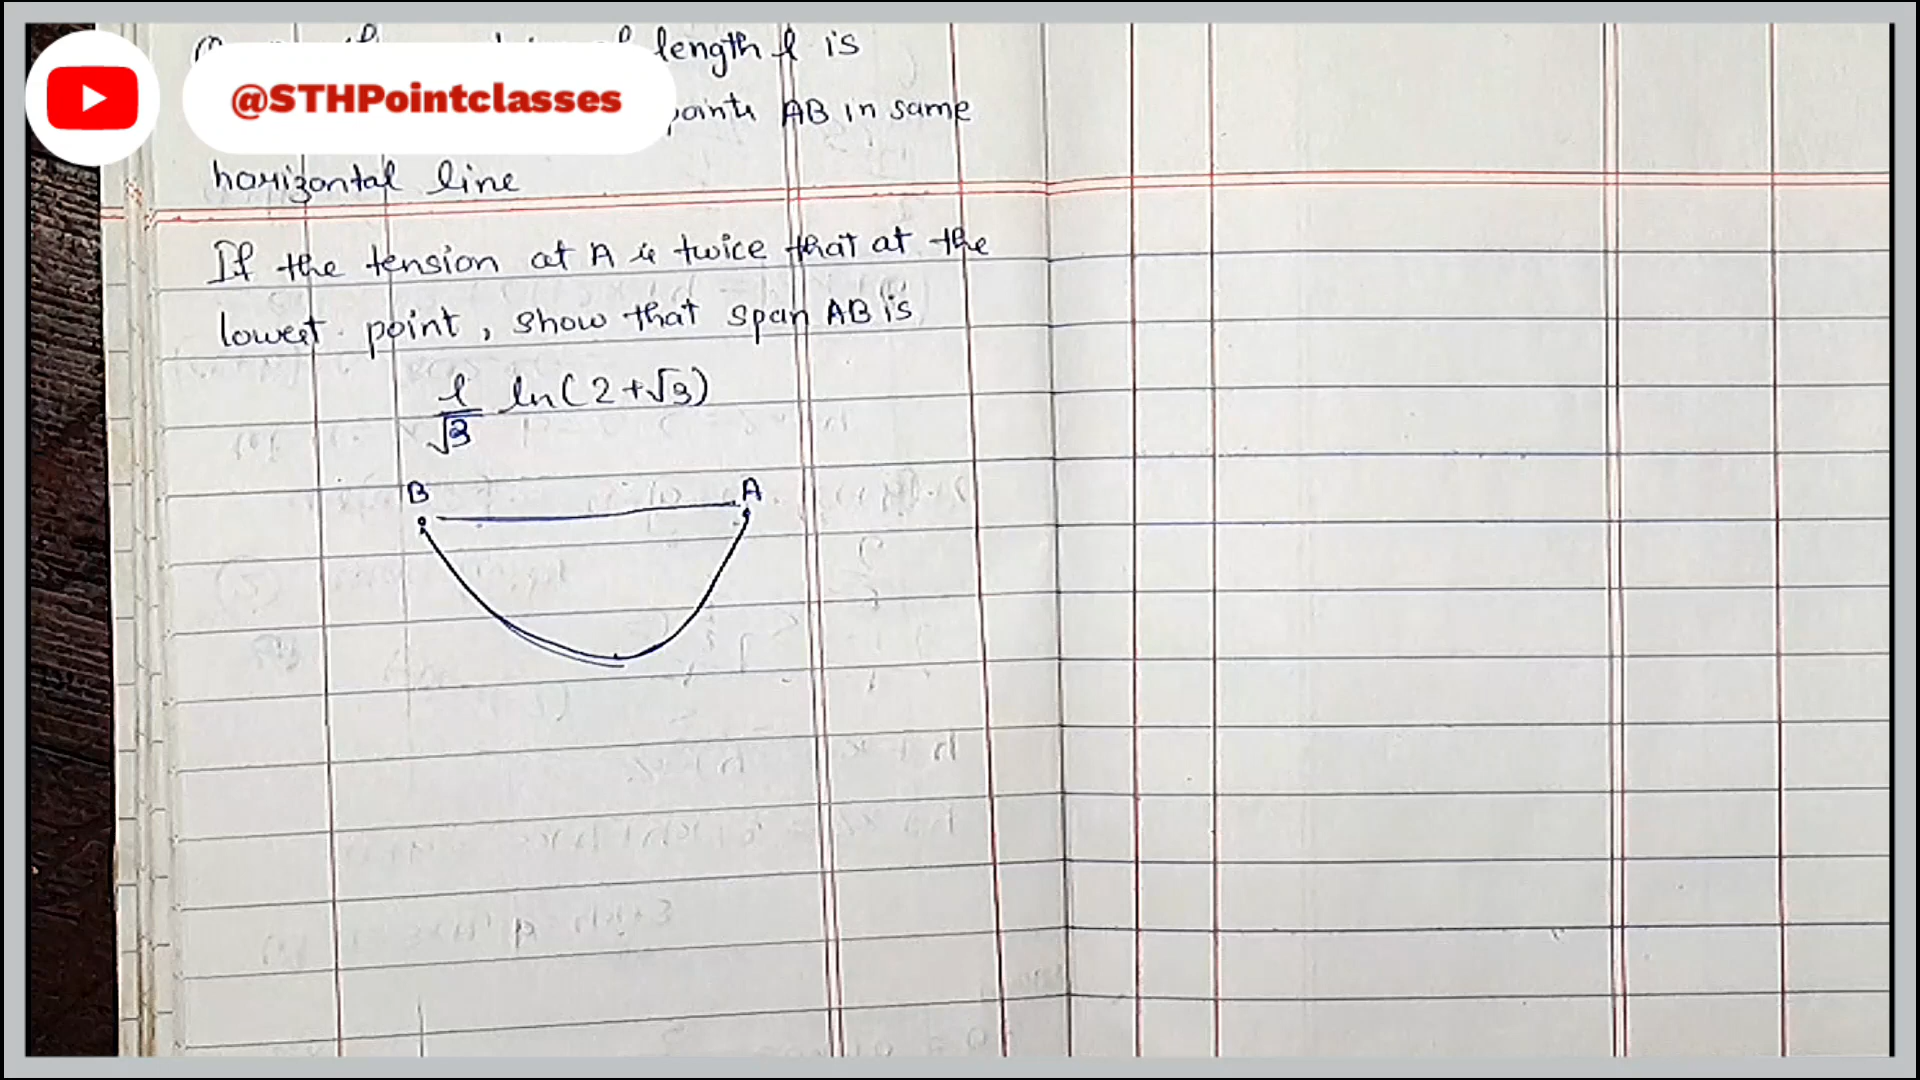 length l is
@STHPointclasses
points AB in same
horizontal line
If the tension at A is twice that at the
lowest point, show that span AB is
l/√3 ln(2+√3)
B A